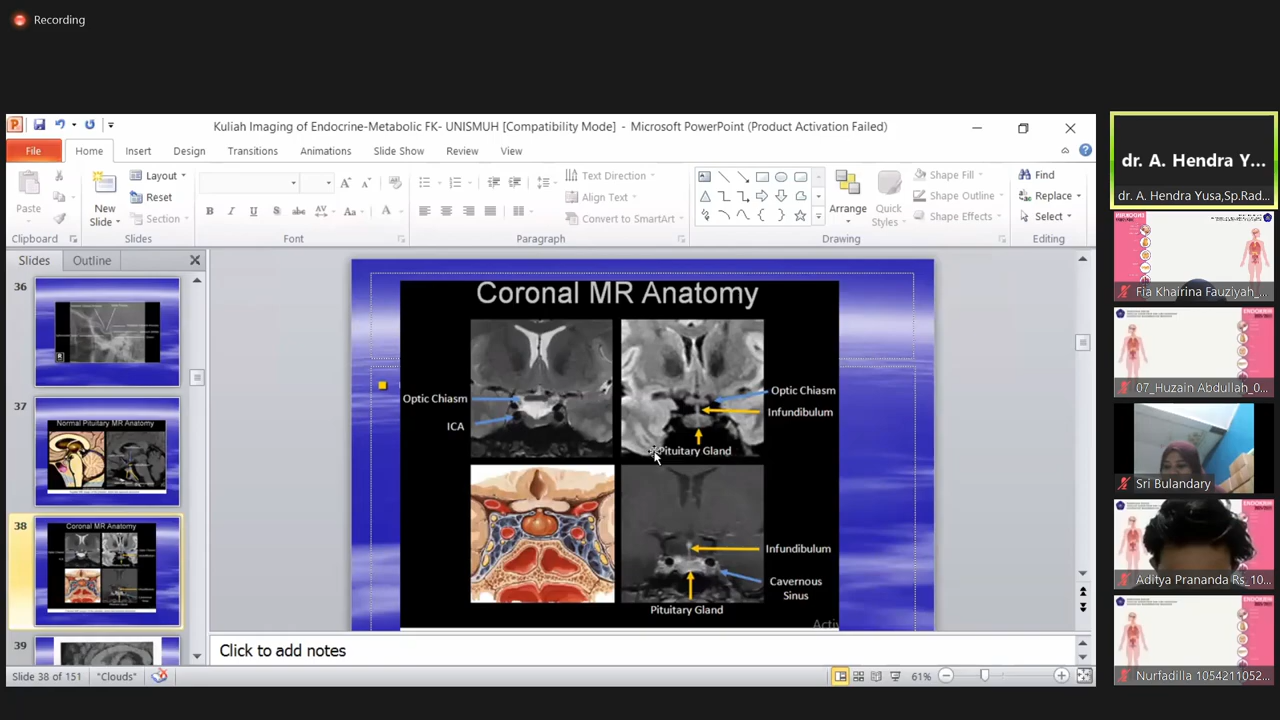 Recording
Kuliah Imaging of Endocrine-Metabolic FK- UNISMUH [Compatibility Mode] - Microsoft PowerPoint (Product Activation Failed)
File Home Insert Design Transitions Animations Slide Show Review View
Paste
New
Slide
Layout
Reset
Section
B I U S abc AV Aa A
Text Direction
Align Text
Convert to SmartArt
Arrange
Quick
Styles
Shape Fill
Shape Outline
Shape Effects
Find
Replace
Select
Clipboard Slides Font Paragraph Drawing Editing
Slides Outline
36
37
Normal Pituitary MR Anatomy
38
Coronal MR Anatomy
39
Coronal MR Anatomy
Optic Chiasm
ICA
Optic Chiasm
Infundibulum
Pituitary Gland
Infundibulum
Cavernous
Sinus
Pituitary Gland
Activ
Click to add notes
Slide 38 of 151 "Clouds" 61%
dr. A. Hendra Y...
dr. A. Hendra Yusa,Sp.Rad...
Fia Khairina Fauziyah_...
07_Huzain Abdullah_0...
Sri Bulandary
Aditya Prananda Rs_10...
Nurfadilla 1054211052...